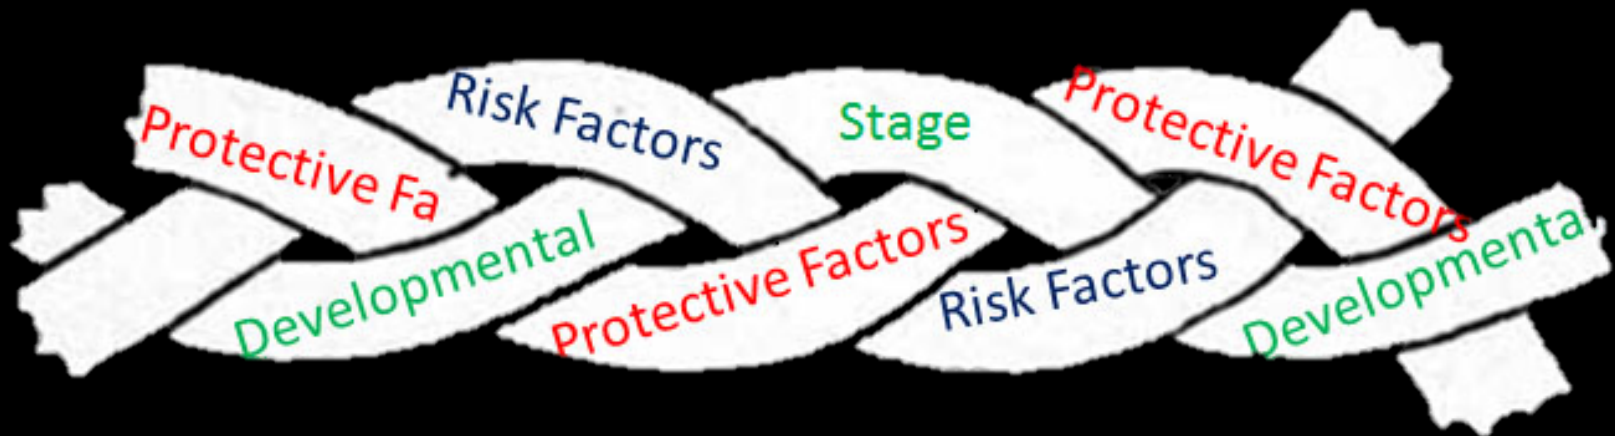 Protective Fa
Risk Factors
Stage
Protective Factors
Developmental
Protective Factors
Risk Factors
Developmenta